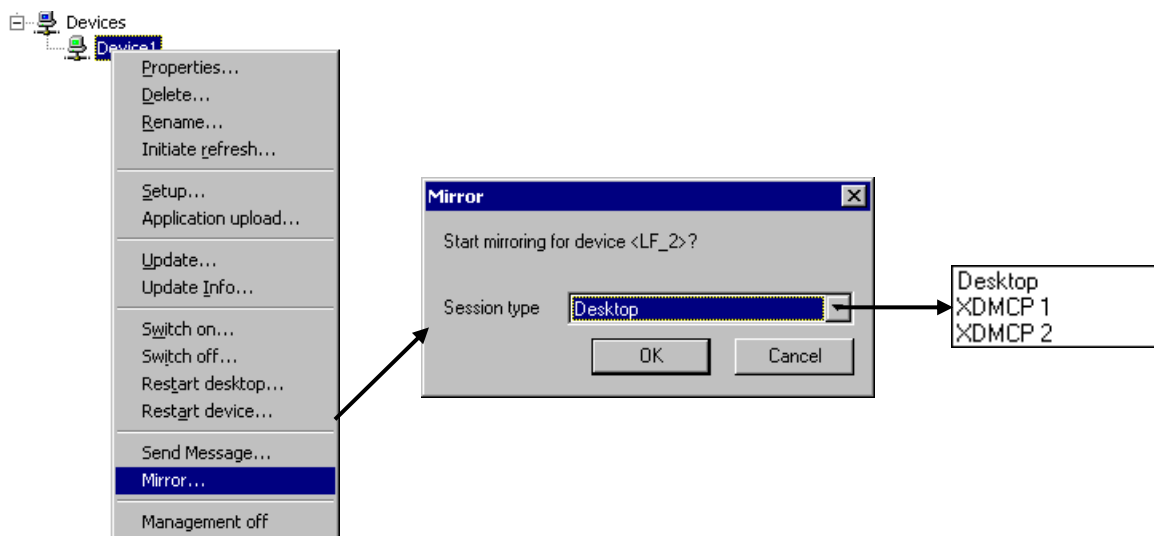 Devices
Device1
Properties...
Delete...
Rename...
Initiate refresh...
Setup...
Application upload...
Update...
Update Info...
Switch on...
Switch off...
Restart desktop...
Restart device...
Send Message...
Mirror...
Management off
Mirror
Start mirroring for device <LF_2>?
Session type Desktop
OK Cancel
Desktop
XDMCP 1
XDMCP 2